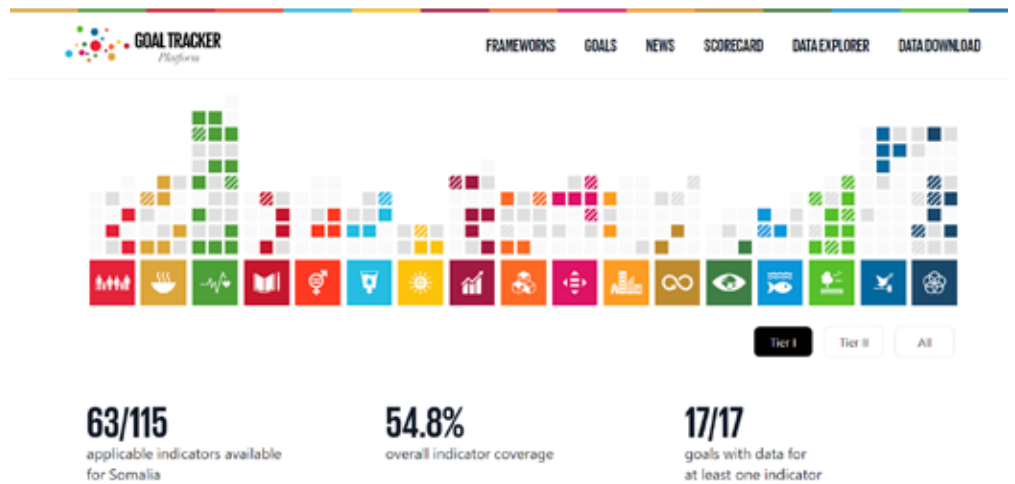 GOAL TRACKER
Platform
FRAMEWORKS GOALS NEWS SCORECARD DATA EXPLORER DATA DOWNLOAD
Tier I Tier II All
63/115 54.8% 17/17
applicable indicators available overall indicator coverage goals with data for
for Somalia at least one indicator